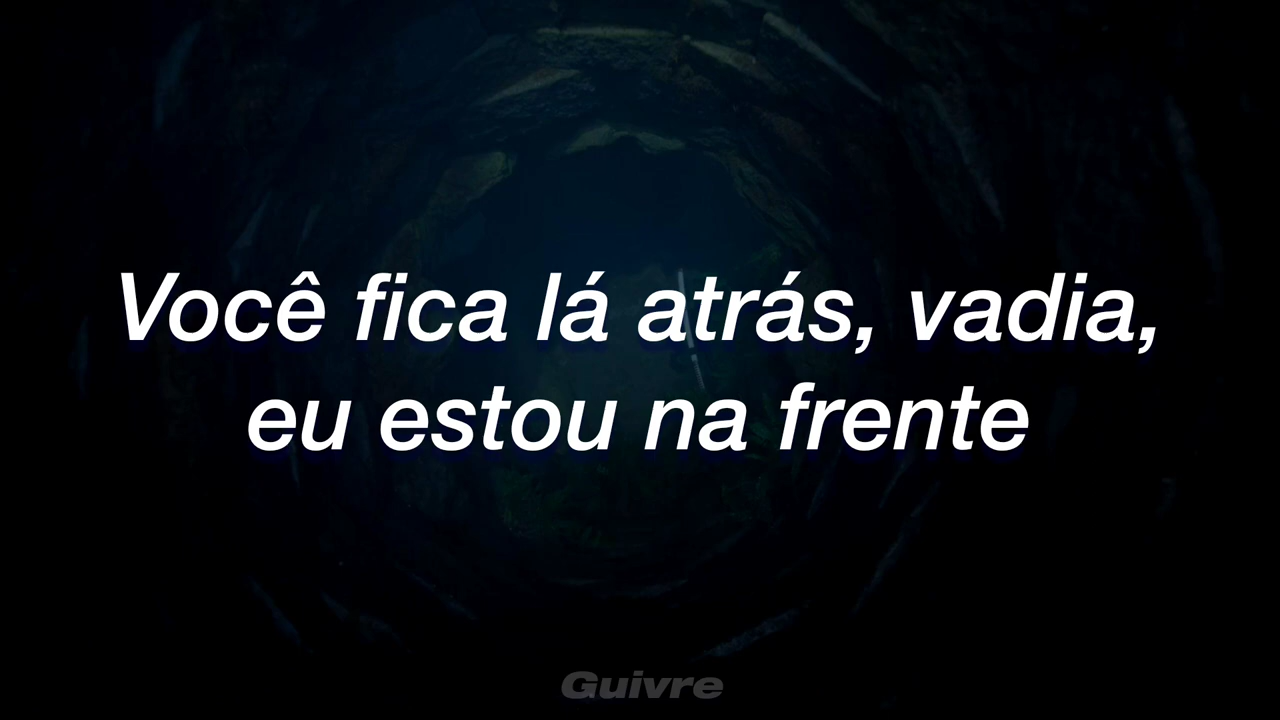 Você fica lá atrás, vadia,
eu estou na frente
Guivre